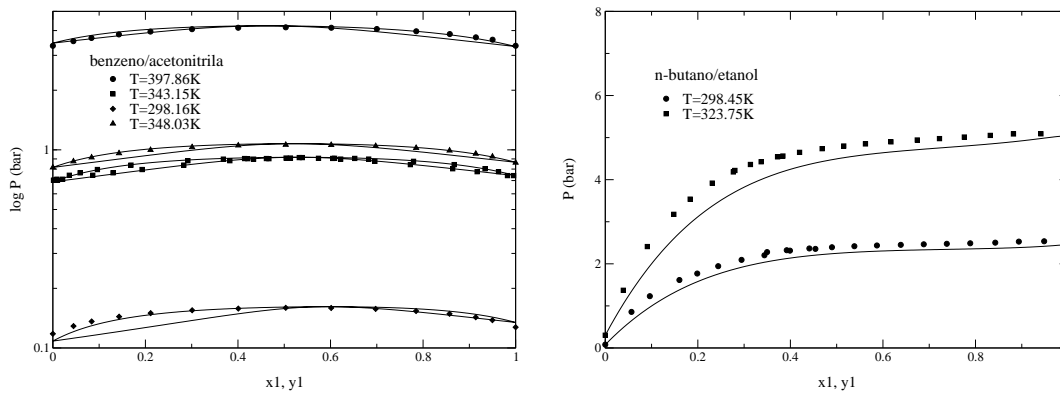 benzeno/acetonitrila
T=397.86K
T=343.15K
T=298.16K
T=348.03K
1
0.1
log P (bar)
0 0.2 0.4 0.6 0.8 1
x1, y1
n-butano/etanol
T=298.45K
T=323.75K
8
6
4
2
0
P (bar)
0 0.2 0.4 0.6 0.8
x1, y1